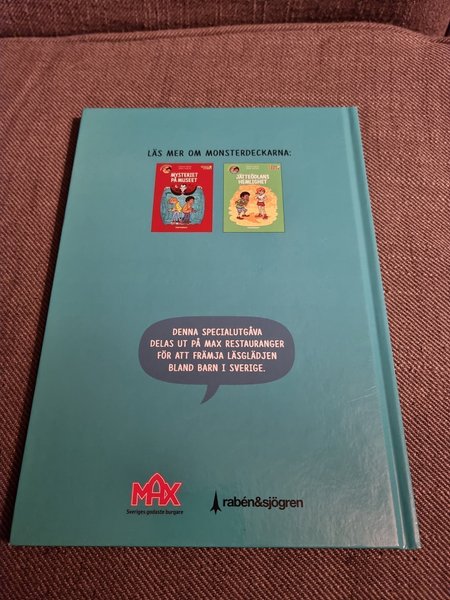 LÄS MER OM MONSTERDECKARNA:
MYSTERIET
PÅ MUSEET
JÄTTEÖDLANS
HEMLIGHET
DENNA SPECIALUTGÅVA
DELAS UT PÅ MAX RESTAURANGER
FÖR ATT FRÄMJA LÄSGLÄDJEN
BLAND BARN I SVERIGE.
MAX
Sveriges godaste burgare
rabén&sjögren